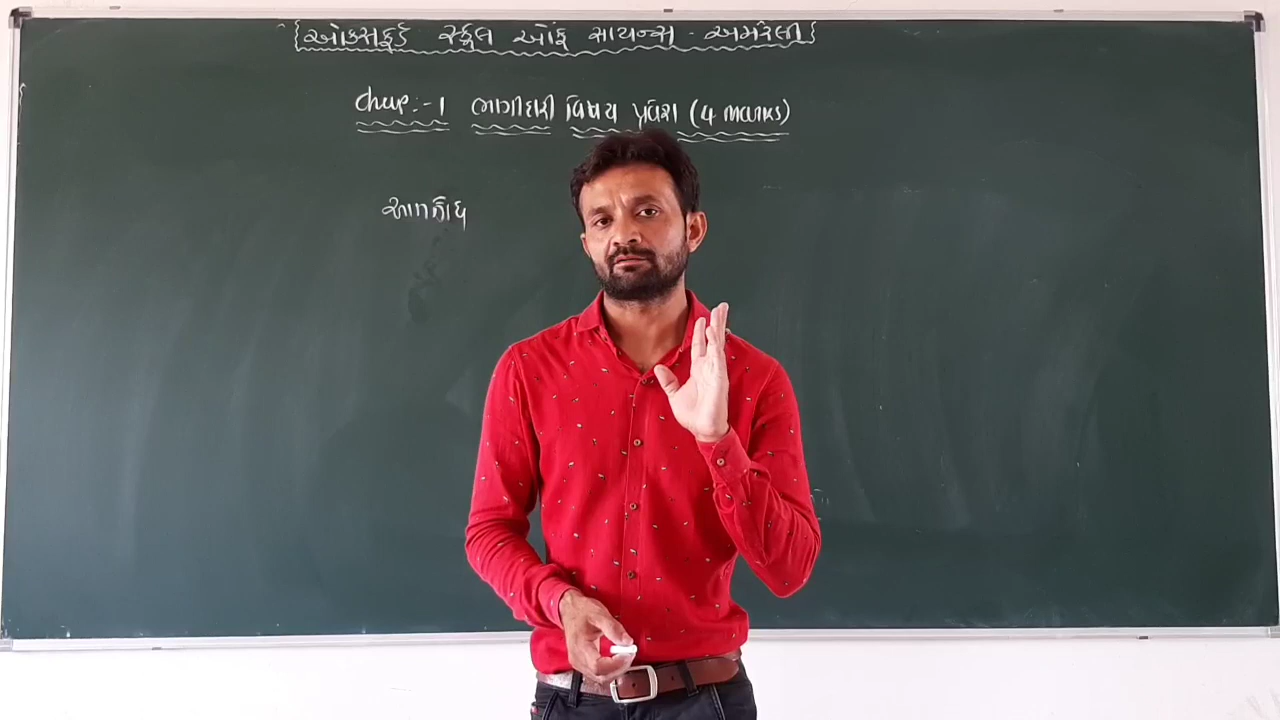 {ઓક્સફર્ડ સ્કૂલ ઓફ સાયન્સ - અમરેલી}
Chap:-1 ભાગીદારી વિષય પ્રવેશ (4 marks)